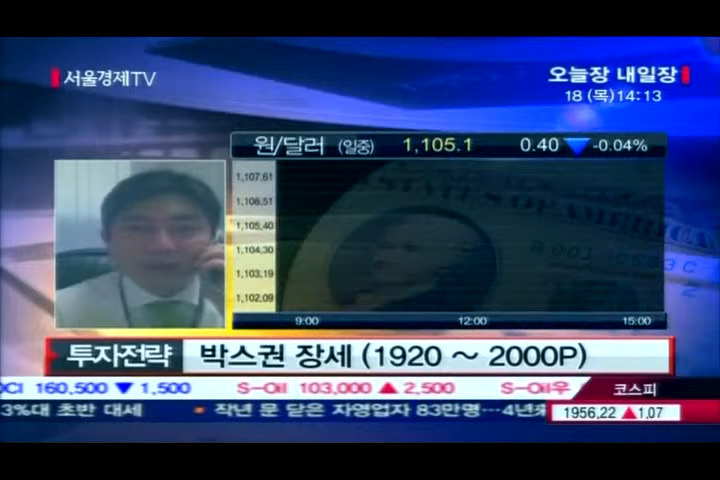 서울경제TV
오늘장 내일장
18 (목) 14:13
원/달러 (일중) 1,105.1 0.40 ▼ -0.04%
1,107.61
1,106.51
1,105.40
1,104.30
1,103.19
1,102.09
9:00 12:00 15:00
투자전략 박스권 장세 (1920 ~ 2000P)
OCI 160,500 ▼ 1,500 S-Oil 103,000 ▲ 2,500 S-Oil우
코스피
3%대 초반 대세 • 작년 문 닫은 자영업자 83만명…4년
1956.22 ▲1.07